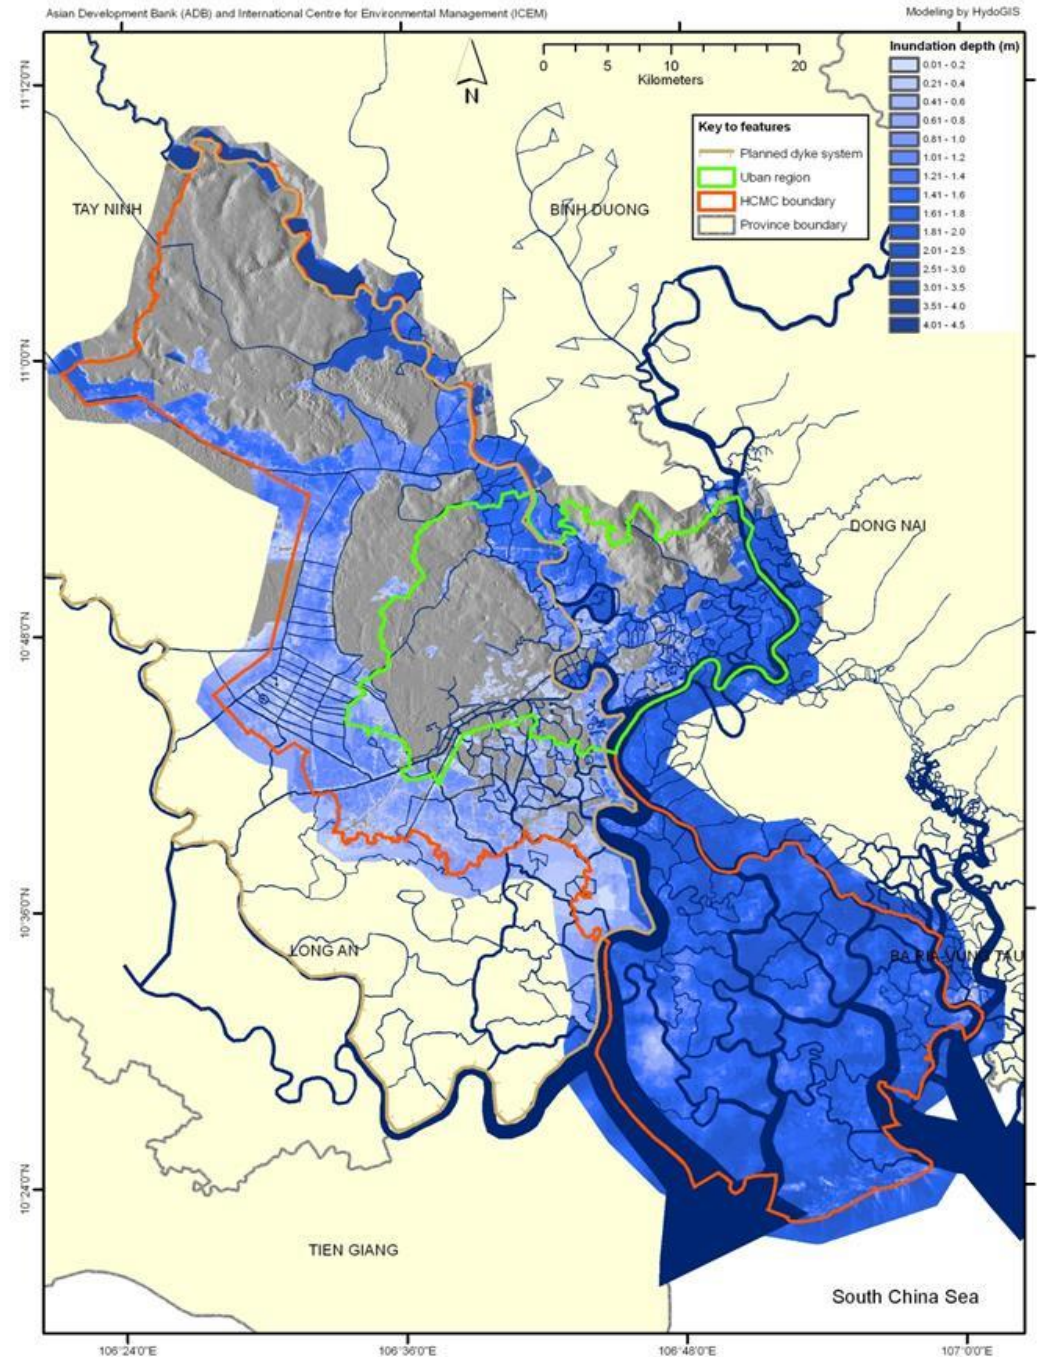 Asian Development Bank (ADB) and International Centre for Environmental Management (ICEM)
Modeling by HydoGIS
Inundation depth (m)
0.01 - 0.2
0.21 - 0.4
0.41 - 0.6
0.61 - 0.8
0.81 - 1.0
1.01 - 1.2
1.21 - 1.4
1.41 - 1.6
1.61 - 1.8
1.81 - 2.0
2.01 - 2.5
2.51 - 3.0
3.01 - 3.5
3.51 - 4.0
4.01 - 4.5
0 5 10 20
Kilometers
N
Key to features
Planned dyke system
Uban region
HCMC boundary
Province boundary
TAY NINH
BINH DUONG
DONG NAI
LONG AN
BA RIA-VUNG TAU
TIEN GIANG
South China Sea
11°12'0"N
11°0'0"N
10°48'0"N
10°36'0"N
10°24'0"N
106°24'0"E
106°36'0"E
106°48'0"E
107°0'0"E